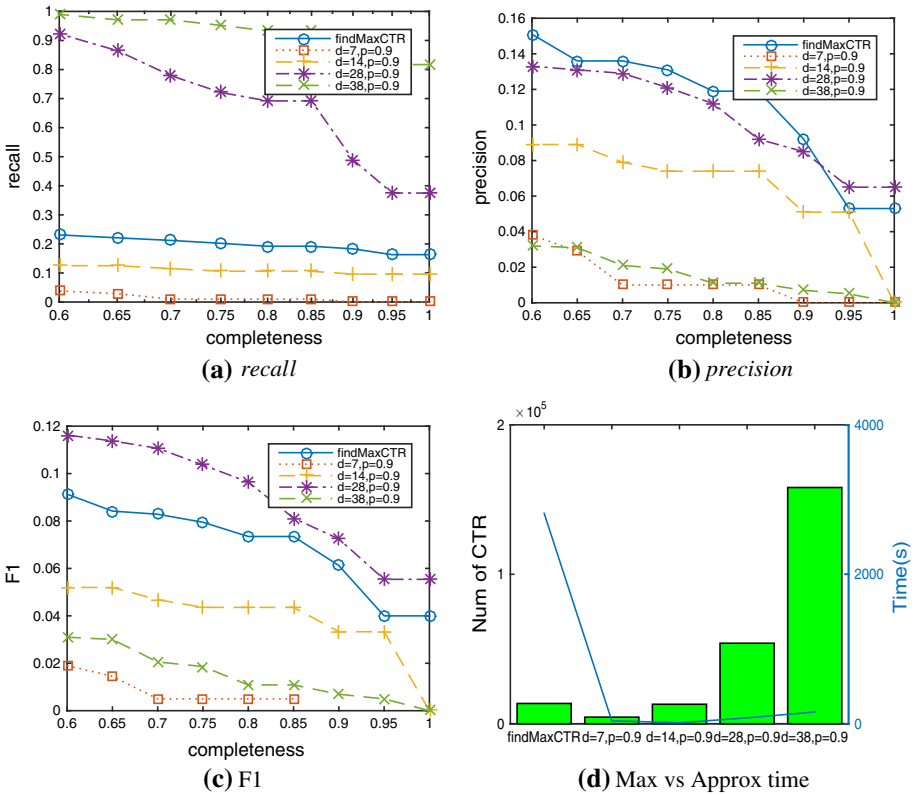 1
0.9
0.8
0.7
0.6
0.5
0.4
0.3
0.2
0.1
0
recall
findMaxCTR
d=7,p=0.9
d=14,p=0.9
d=28,p=0.9
d=38,p=0.9
0.6 0.65 0.7 0.75 0.8 0.85 0.9 0.95 1
completeness
(a) recall
0.16
0.14
0.12
0.1
0.08
0.06
0.04
0.02
0
precision
findMaxCTR
d=7,p=0.9
d=14,p=0.9
d=28,p=0.9
d=38,p=0.9
0.6 0.65 0.7 0.75 0.8 0.85 0.9 0.95 1
completeness
(b) precision
0.12
0.1
0.08
0.06
0.04
0.02
0
F1
findMaxCTR
d=7,p=0.9
d=14,p=0.9
d=28,p=0.9
d=38,p=0.9
0.6 0.65 0.7 0.75 0.8 0.85 0.9 0.95 1
completeness
(c) F1
× 10^5
2
1
0
Num of CTR
4000
2000
0
Time(s)
findMaxCTR d=7,p=0.9 d=14,p=0.9 d=28,p=0.9 d=38,p=0.9
(d) Max vs Approx time